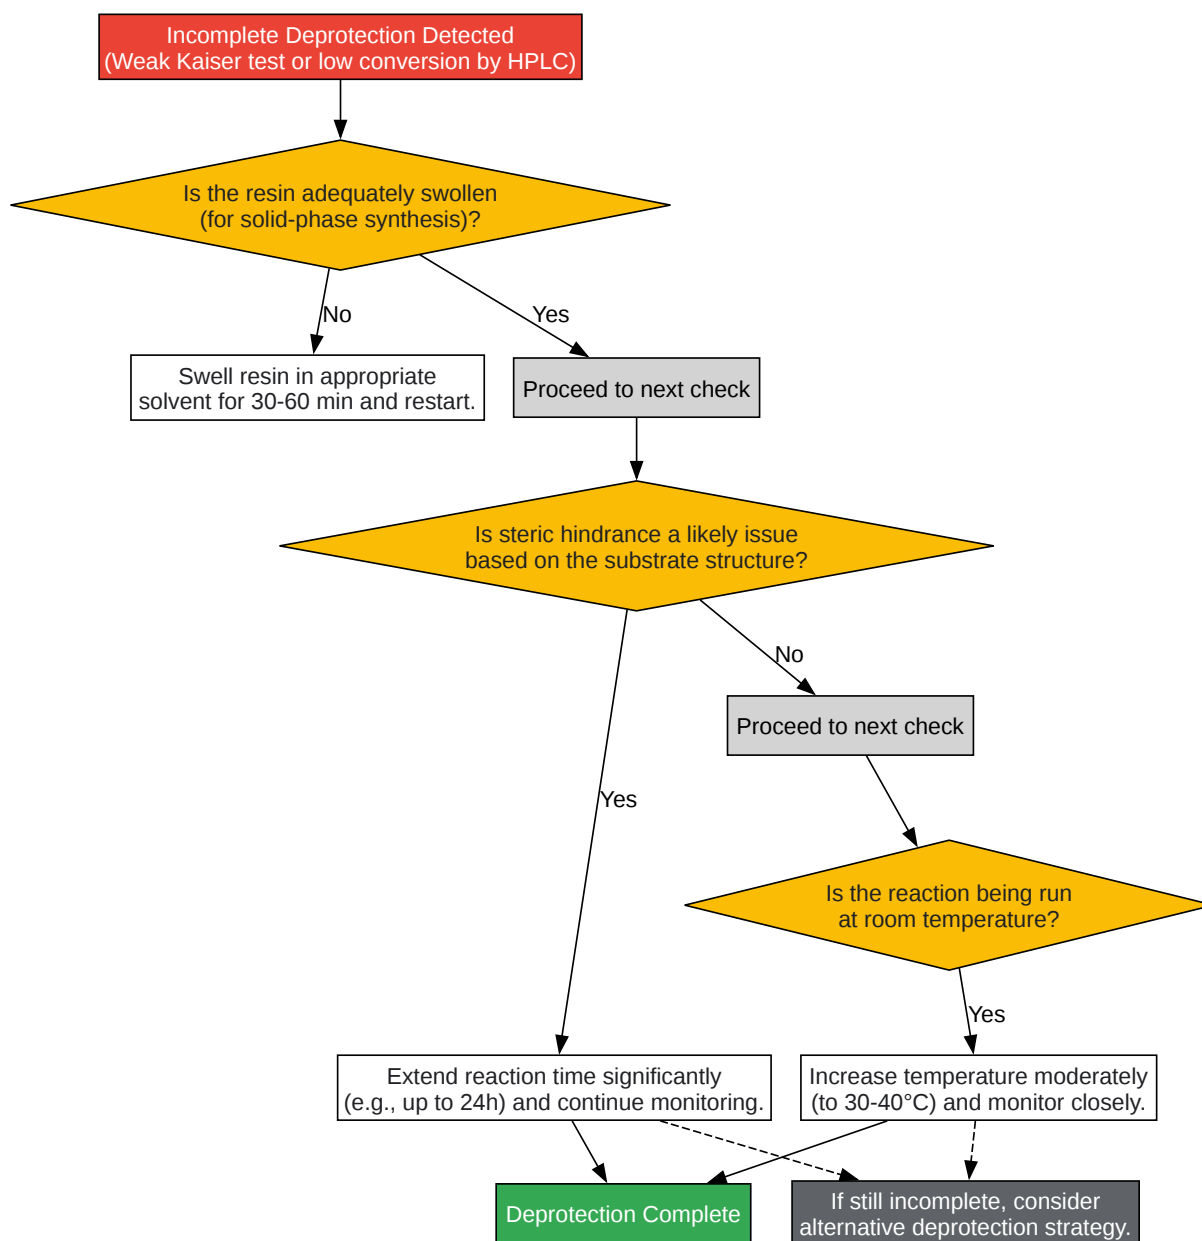 Incomplete Deprotection Detected
(Weak Kaiser test or low conversion by HPLC)
Is the resin adequately swollen
(for solid-phase synthesis)?
No
Yes
Swell resin in appropriate
solvent for 30-60 min and restart.
Proceed to next check
Is steric hindrance a likely issue
based on the substrate structure?
No
Proceed to next check
Yes
Is the reaction being run
at room temperature?
Yes
Extend reaction time significantly
(e.g., up to 24h) and continue monitoring.
Increase temperature moderately
(to 30-40°C) and monitor closely.
Deprotection Complete
If still incomplete, consider
alternative deprotection strategy.